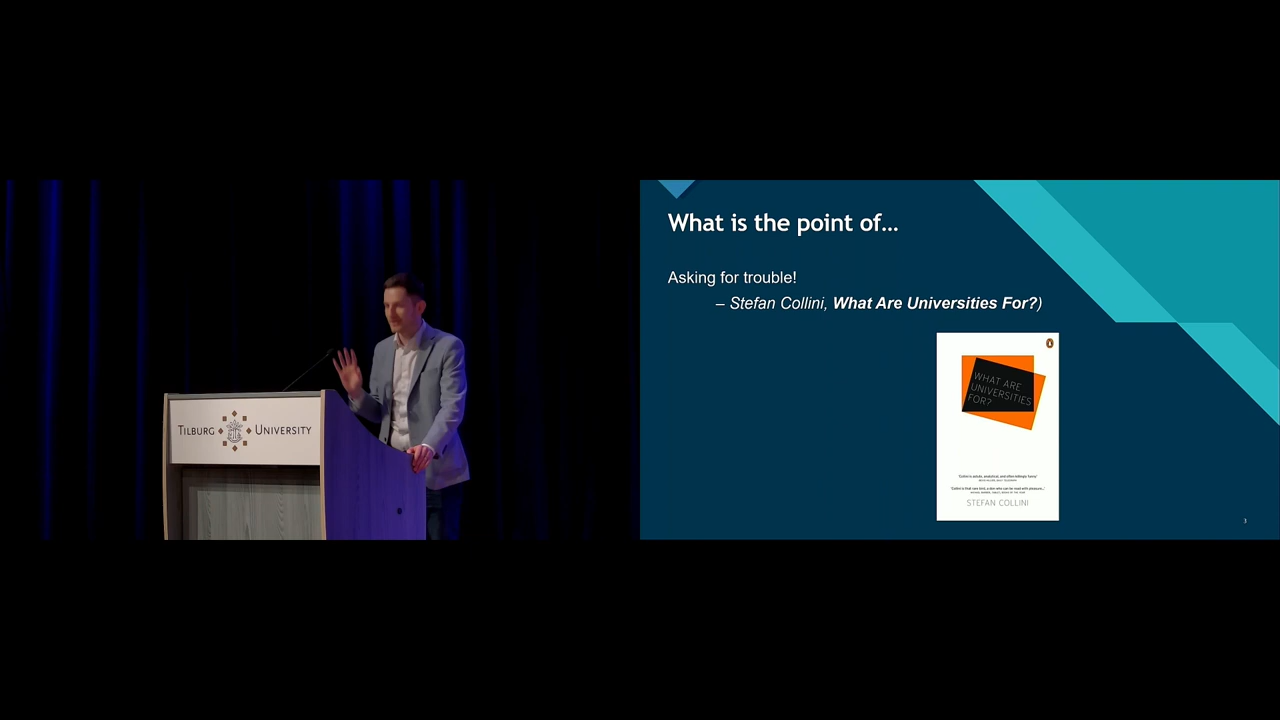 TILBURG UNIVERSITY
What is the point of...
Asking for trouble!
– Stefan Collini, What Are Universities For?)
WHAT ARE
UNIVERSITIES
FOR?
STEFAN COLLINI
3